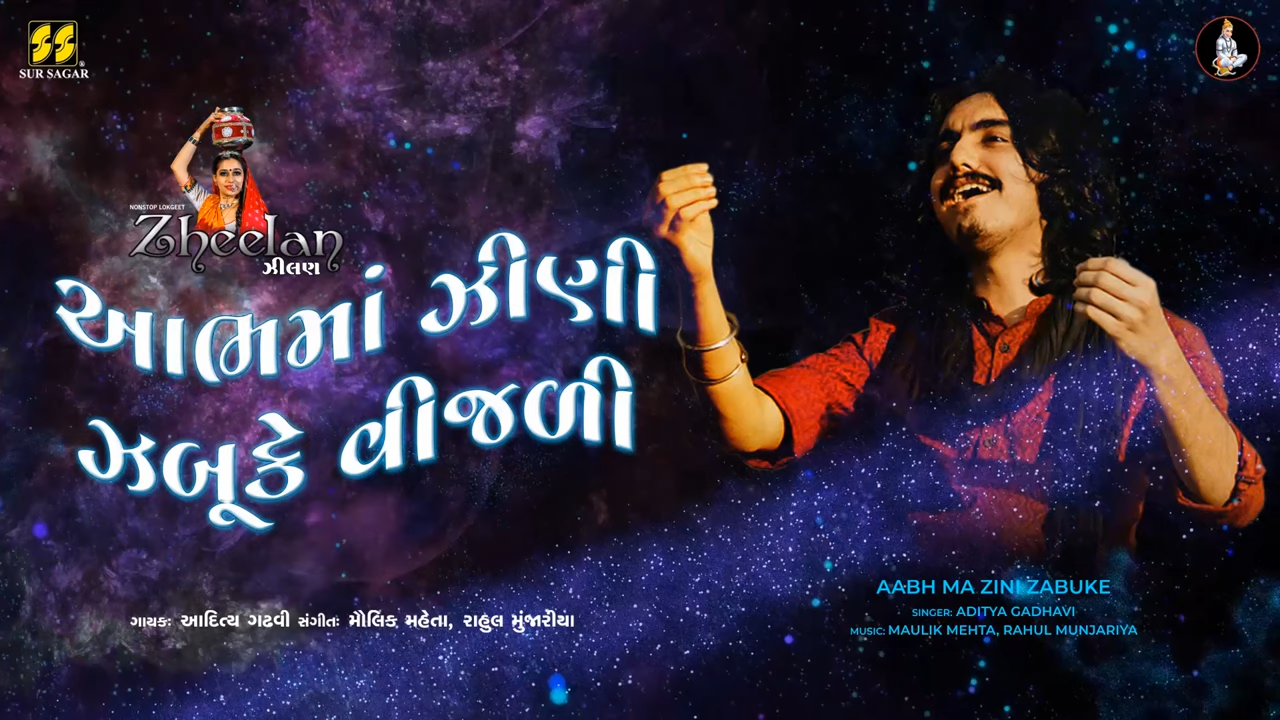 SS
SUR SAGAR
NONSTOP LOKGEET
Zheelan
ઝીલણ
આભમાં ઝીણી
ઝબૂકે વીજળી
ગાયકઃ આદિત્ય ગઢવી સંગીતઃ મૌલિક મહેતા, રાહુલ મુંજારીયા
AABH MA ZINI ZABUKE
SINGER: ADITYA GADHAVI
MUSIC: MAULIK MEHTA, RAHUL MUNJARIYA